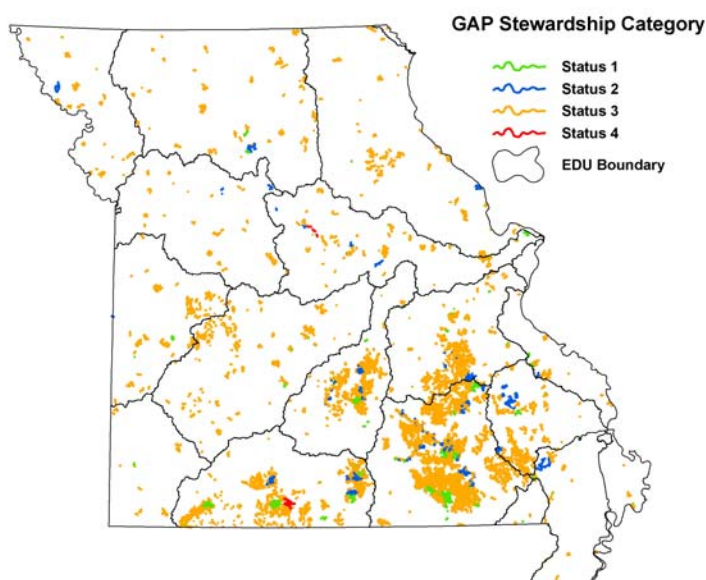 GAP Stewardship Category
Status 1
Status 2
Status 3
Status 4
EDU Boundary